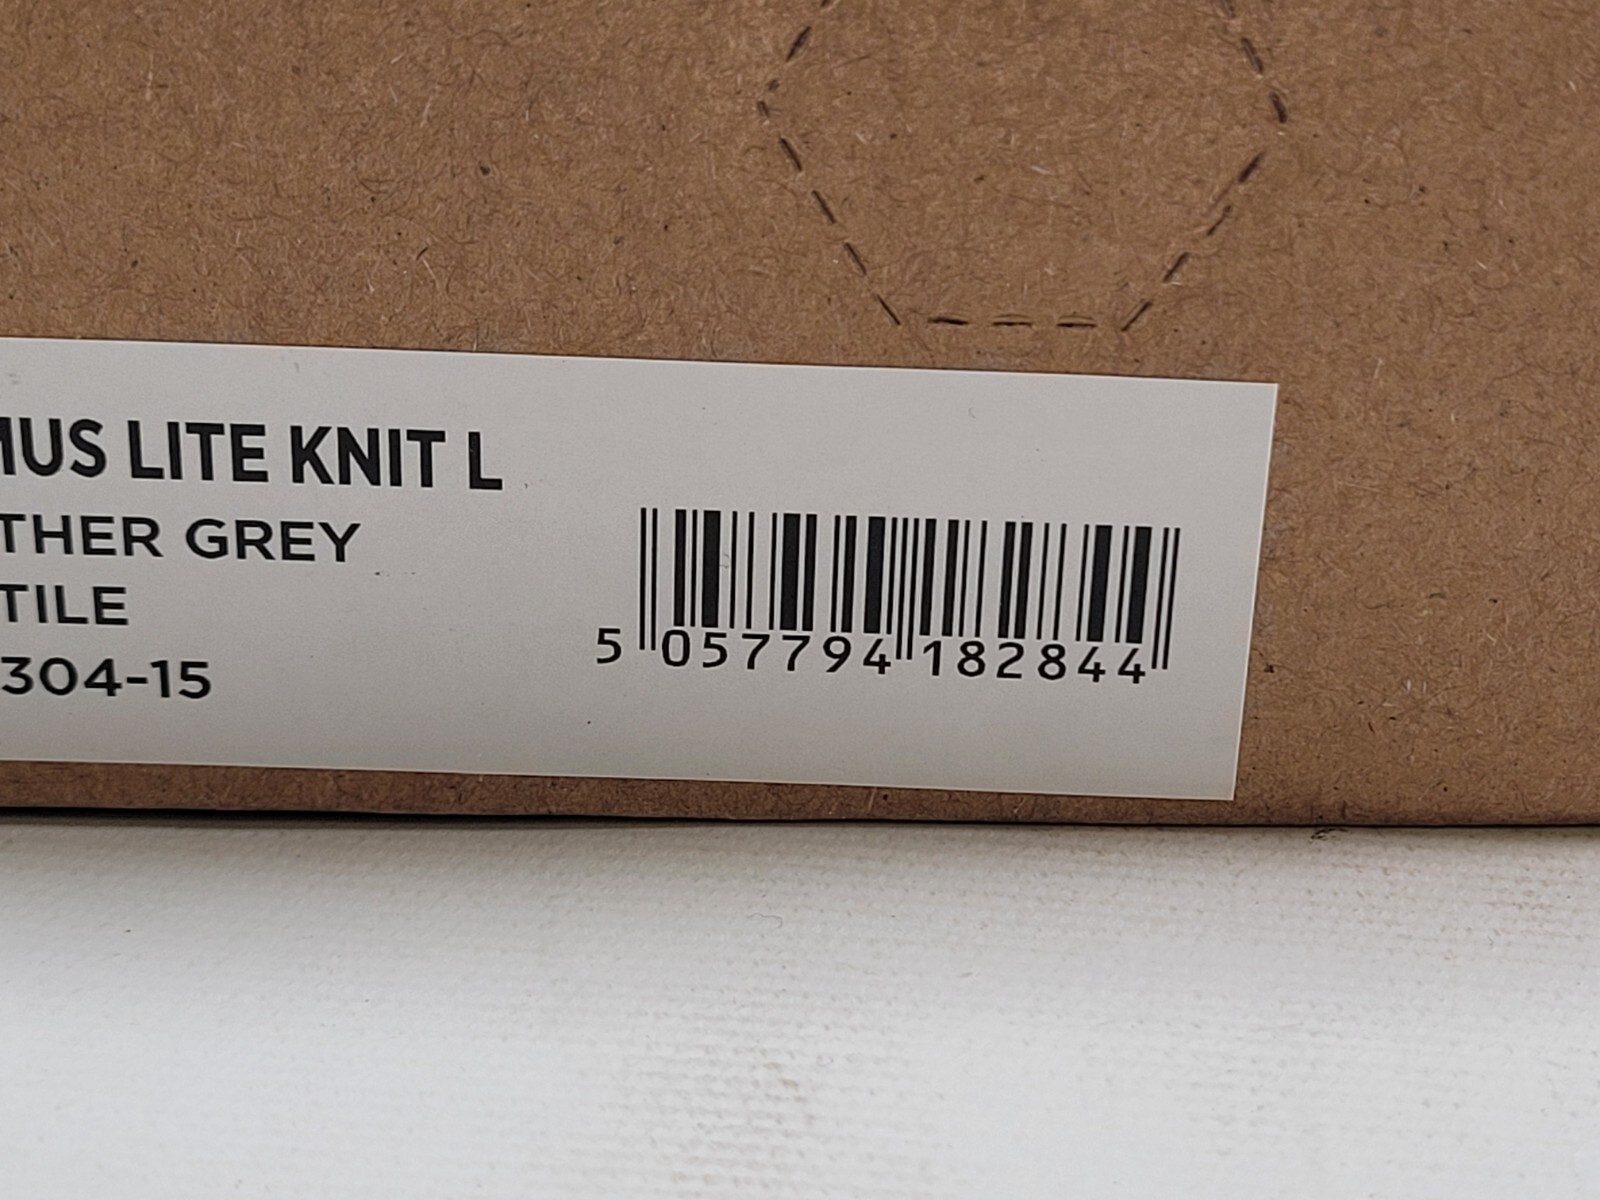 MUS LITE KNIT L
THER GREY
TILE
304-15
5 057794 182844